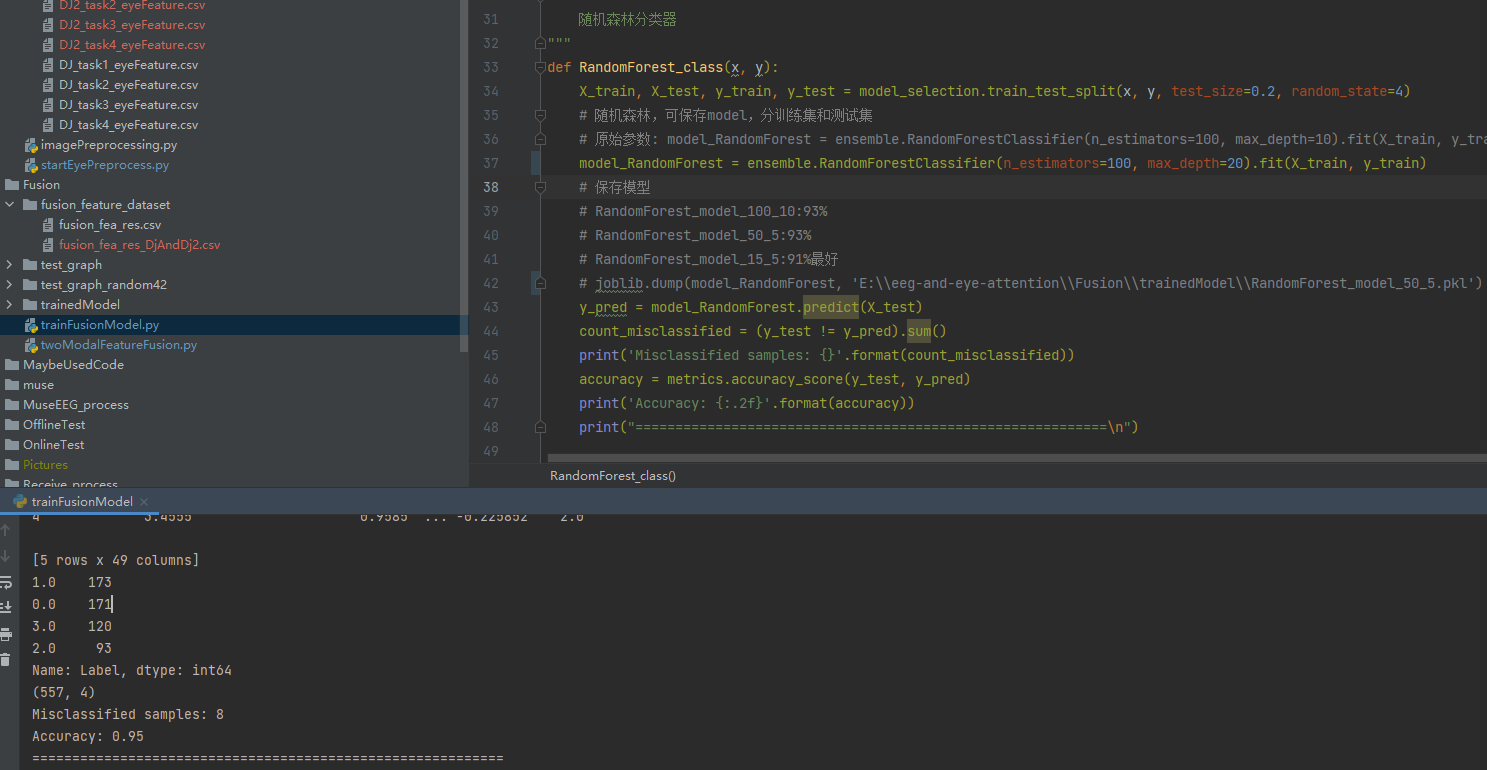 DJ2_task2_eyeFeature.csv
DJ2_task3_eyeFeature.csv
DJ2_task4_eyeFeature.csv
DJ_task1_eyeFeature.csv
DJ_task2_eyeFeature.csv
DJ_task3_eyeFeature.csv
DJ_task4_eyeFeature.csv
imagePreprocessing.py
startEyePreprocess.py
Fusion
fusion_feature_dataset
fusion_fea_res.csv
fusion_fea_res_DjAndDj2.csv
test_graph
test_graph_random42
trainedModel
trainFusionModel.py
twoModalFeatureFusion.py
MaybeUsedCode
muse
MuseEEG_process
OfflineTest
OnlineTest
Pictures
Receive_process
31 随机森林分类器
32 """
33 def RandomForest_class(x, y):
34 X_train, X_test, y_train, y_test = model_selection.train_test_split(x, y, test_size=0.2, random_state=4)
35 # 随机森林，可保存model，分训练集和测试集
36 # 原始参数: model_RandomForest = ensemble.RandomForestClassifier(n_estimators=100, max_depth=10).fit(X_train, y_tra
37 model_RandomForest = ensemble.RandomForestClassifier(n_estimators=100, max_depth=20).fit(X_train, y_train)
38 # 保存模型
39 # RandomForest_model_100_10:93%
40 # RandomForest_model_50_5:93%
41 # RandomForest_model_15_5:91%最好
42 # joblib.dump(model_RandomForest, 'E:\\eeg-and-eye-attention\\Fusion\\trainedModel\\RandomForest_model_50_5.pkl')
43 y_pred = model_RandomForest.predict(X_test)
44 count_misclassified = (y_test != y_pred).sum()
45 print('Misclassified samples: {}'.format(count_misclassified))
46 accuracy = metrics.accuracy_score(y_test, y_pred)
47 print('Accuracy: {:.2f}'.format(accuracy))
48 print("===========================================================\n")
49
RandomForest_class()
trainFusionModel
4 3.4555 0.9585 ... -0.225852 2.0
[5 rows x 49 columns]
1.0 173
0.0 171
3.0 120
2.0 93
Name: Label, dtype: int64
(557, 4)
Misclassified samples: 8
Accuracy: 0.95
===========================================================